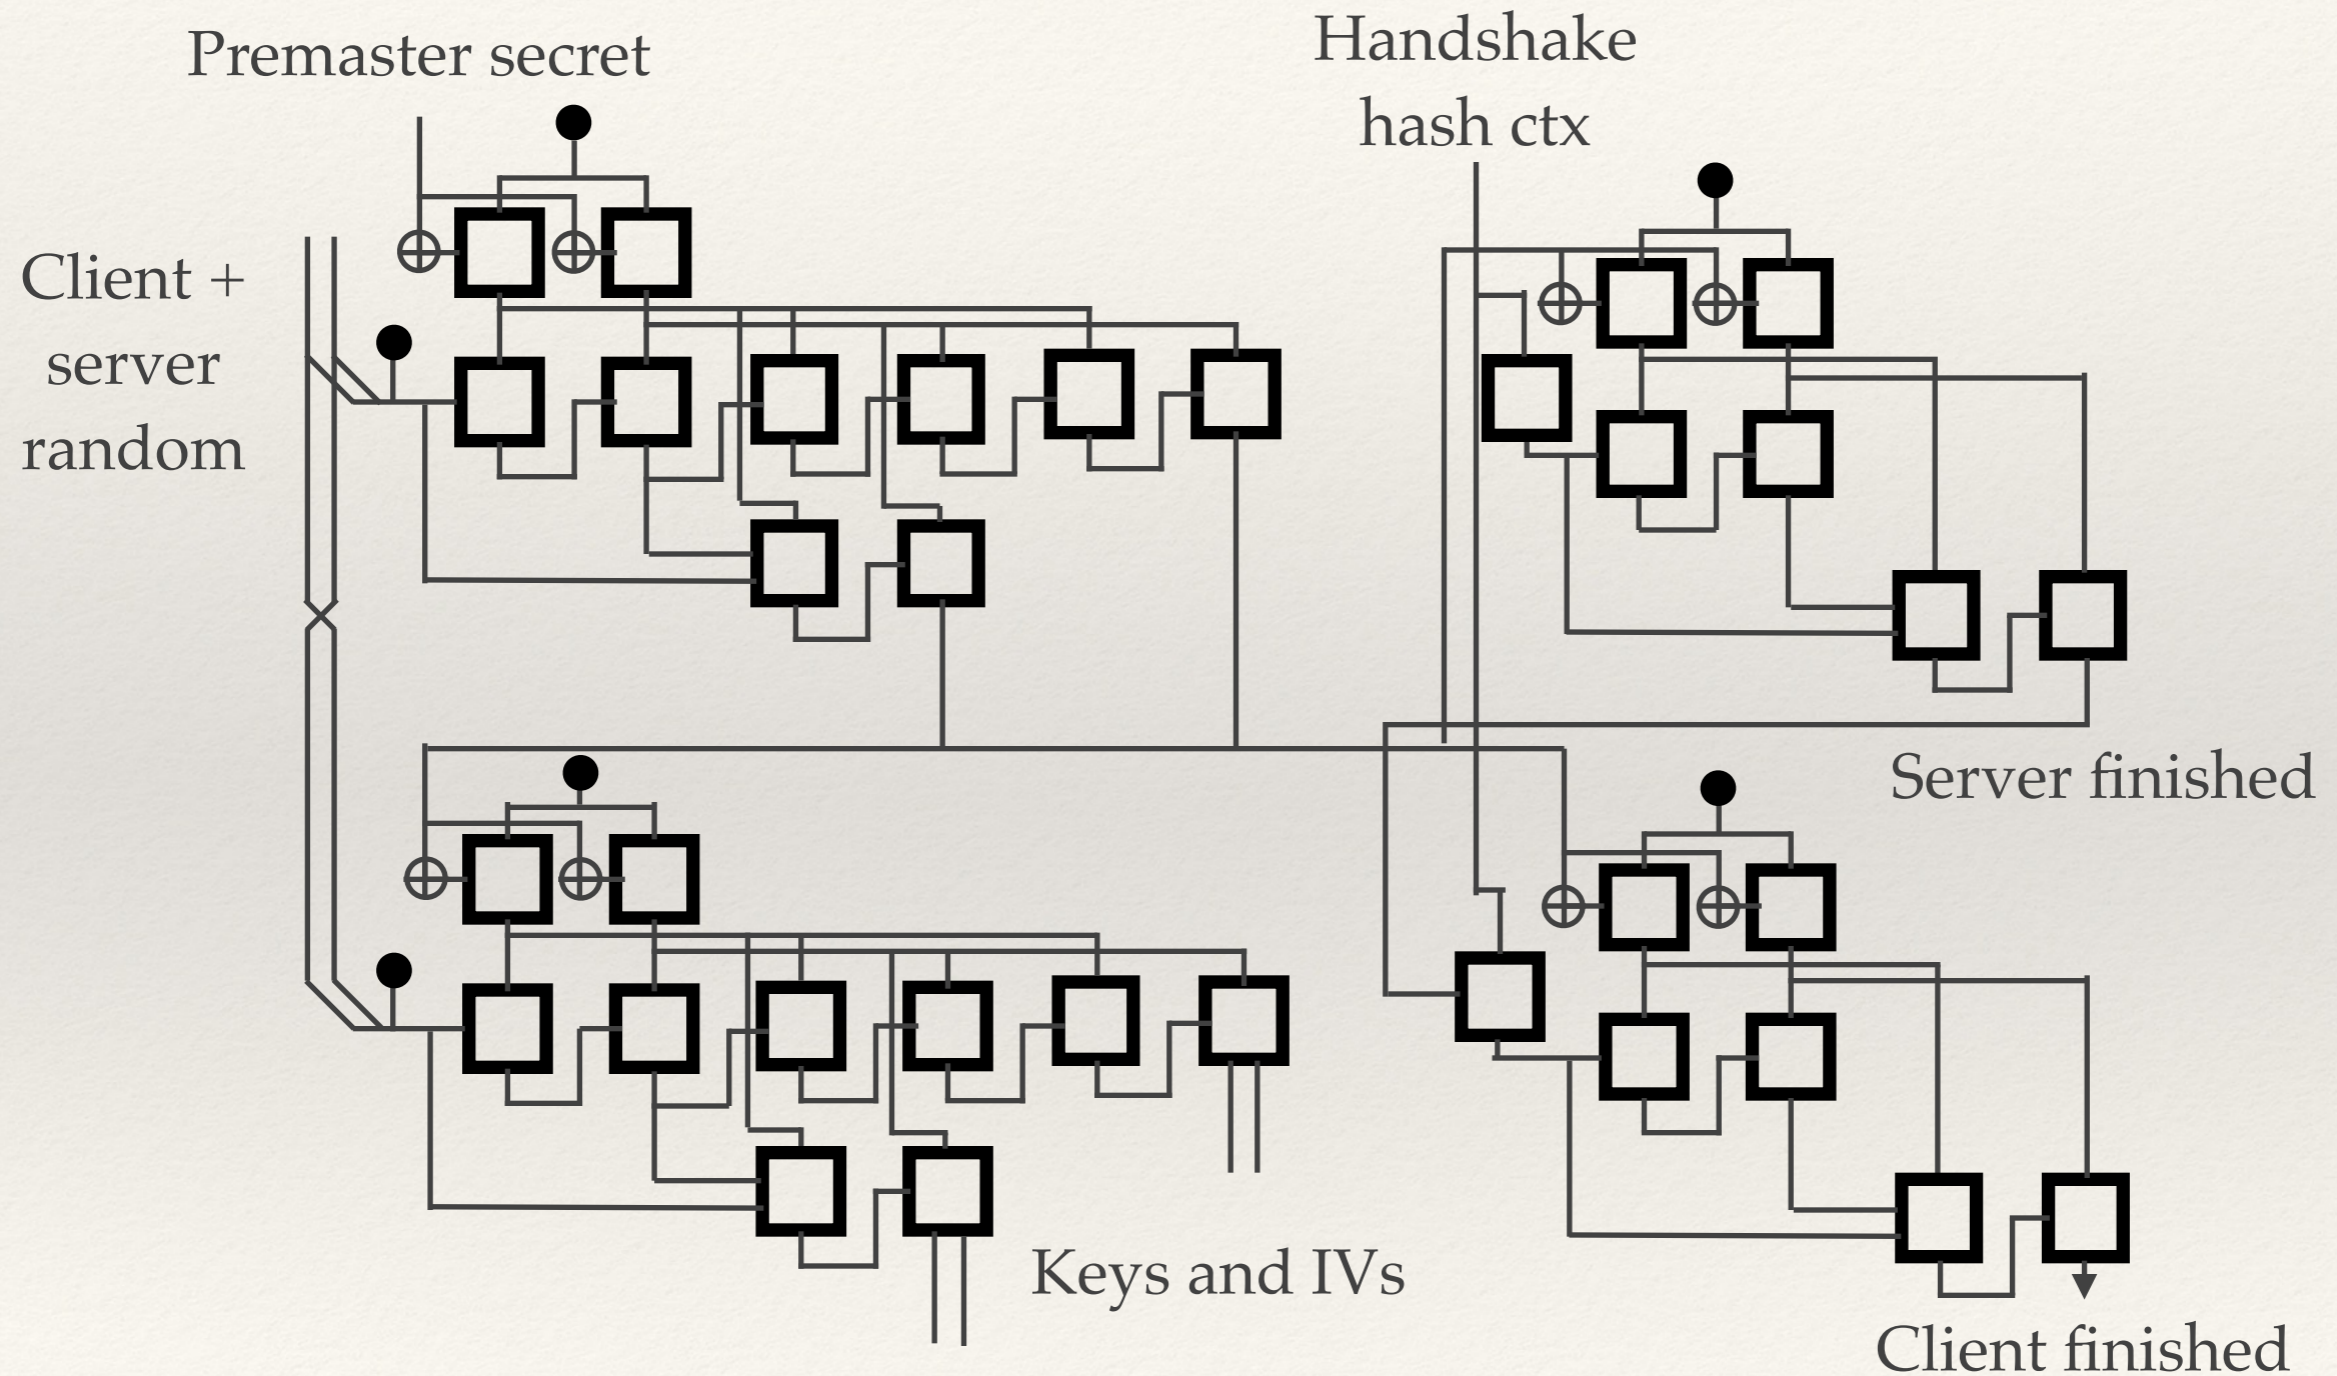 Premaster secret
Handshake
hash ctx
Client +
server
random
Server finished
Keys and IVs
Client finished